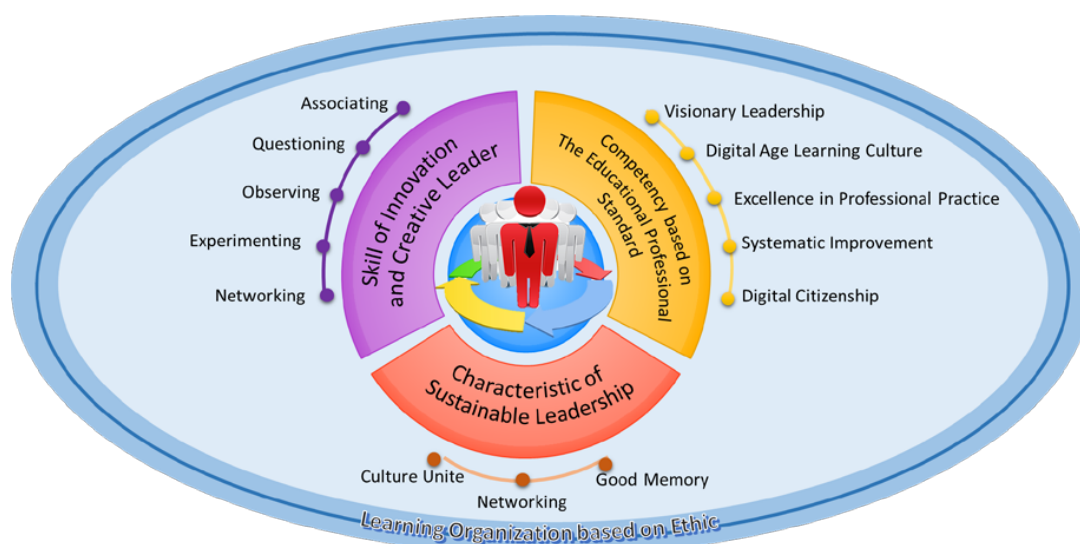 Associating
Questioning
Observing
Experimenting
Networking
Skill of Innovation
and Creative Leader
Competency based on
The Educational Professional
Standard
Visionary Leadership
Digital Age Learning Culture
Excellence in Professional Practice
Systematic Improvement
Digital Citizenship
Characteristic of
Sustainable Leadership
Culture Unite
Networking
Good Memory
Learning Organization based on Ethic